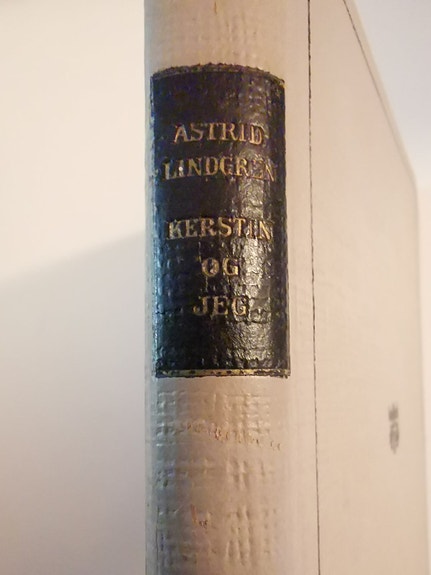 ASTRID
LINDGREN
KERSTIN
OG
JEG